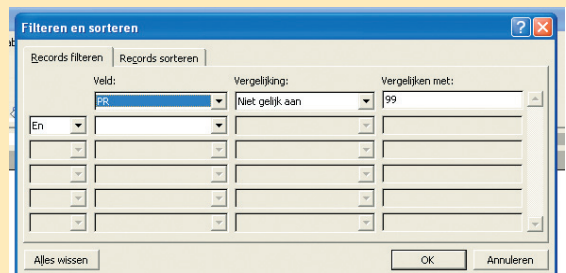 Filteren en sorteren
Records filteren
Records sorteren
Veld: Vergelijking: Vergelijken met:
PR Niet gelijk aan 99
En
Alles wissen OK Annuleren